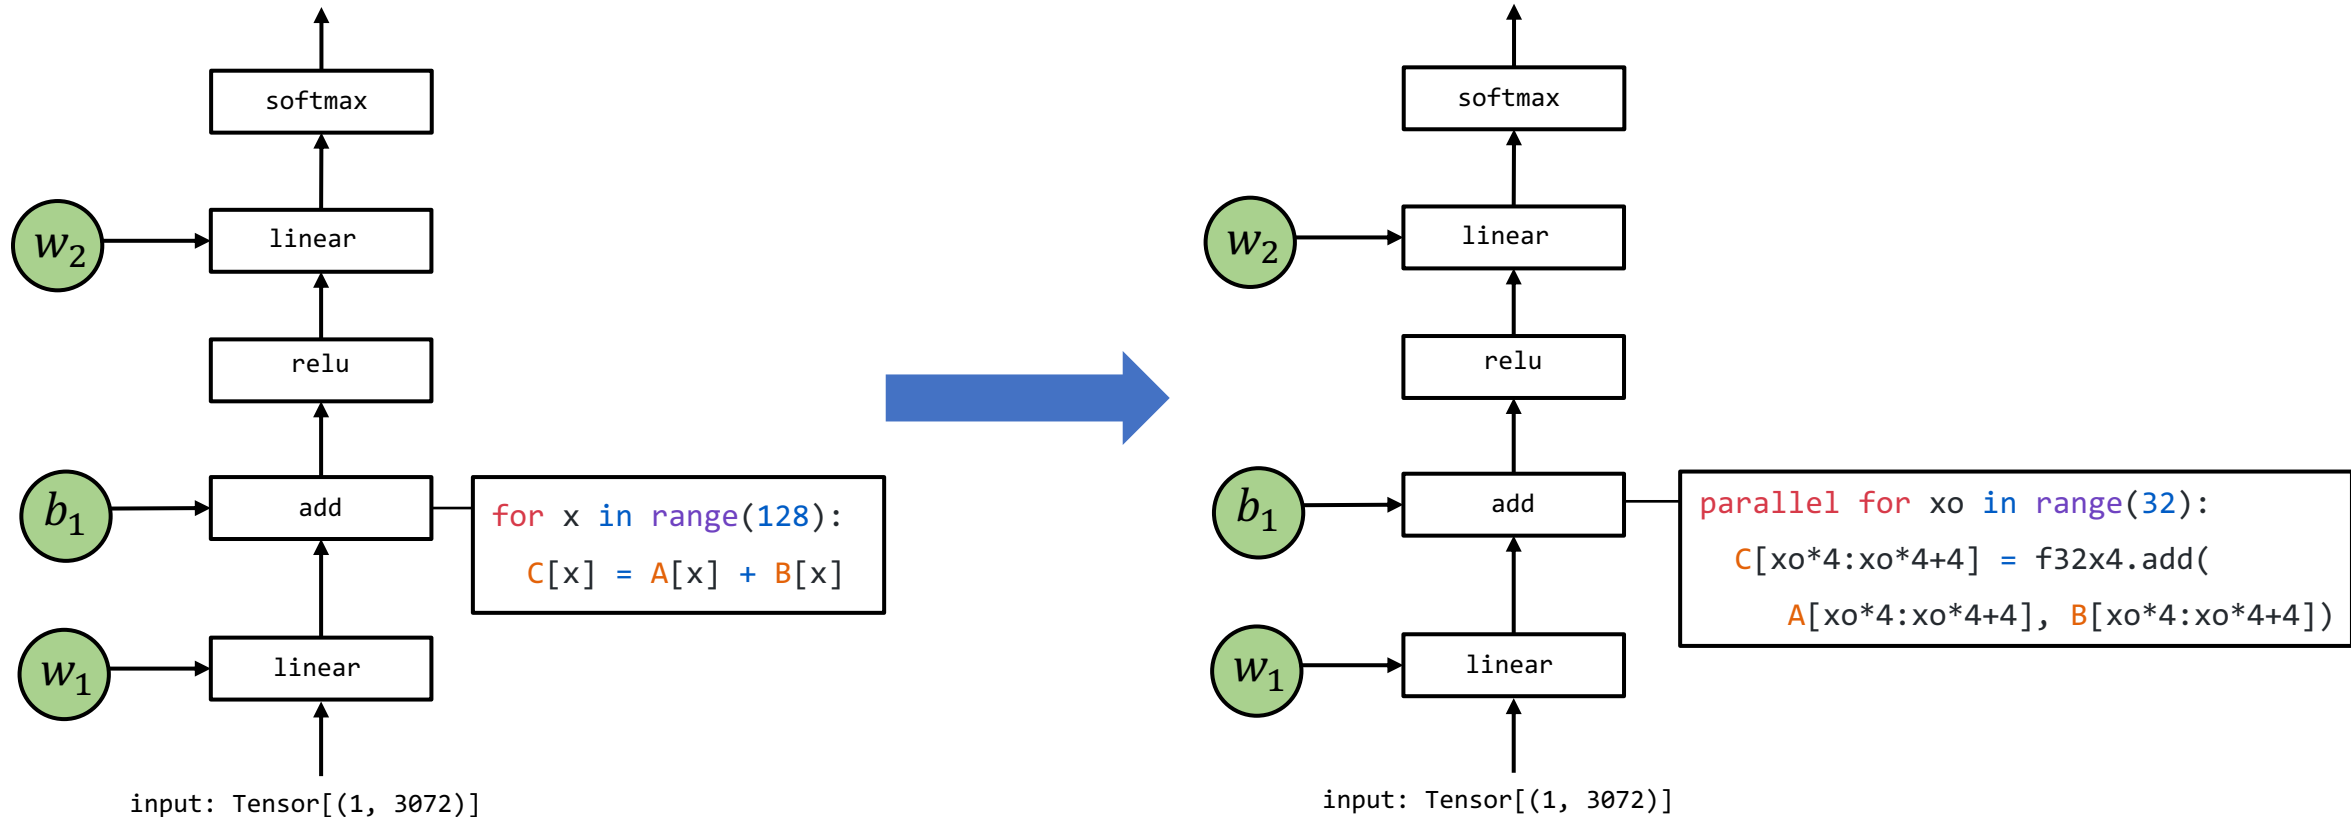 softmax
w₂
linear
relu
b₁
add
for x in range(128):
C[x] = A[x] + B[x]
w₁
linear
input: Tensor[(1, 3072)]
softmax
w₂
linear
relu
b₁
add
parallel for xo in range(32):
C[xo*4:xo*4+4] = f32x4.add(
A[xo*4:xo*4+4], B[xo*4:xo*4+4])
w₁
linear
input: Tensor[(1, 3072)]